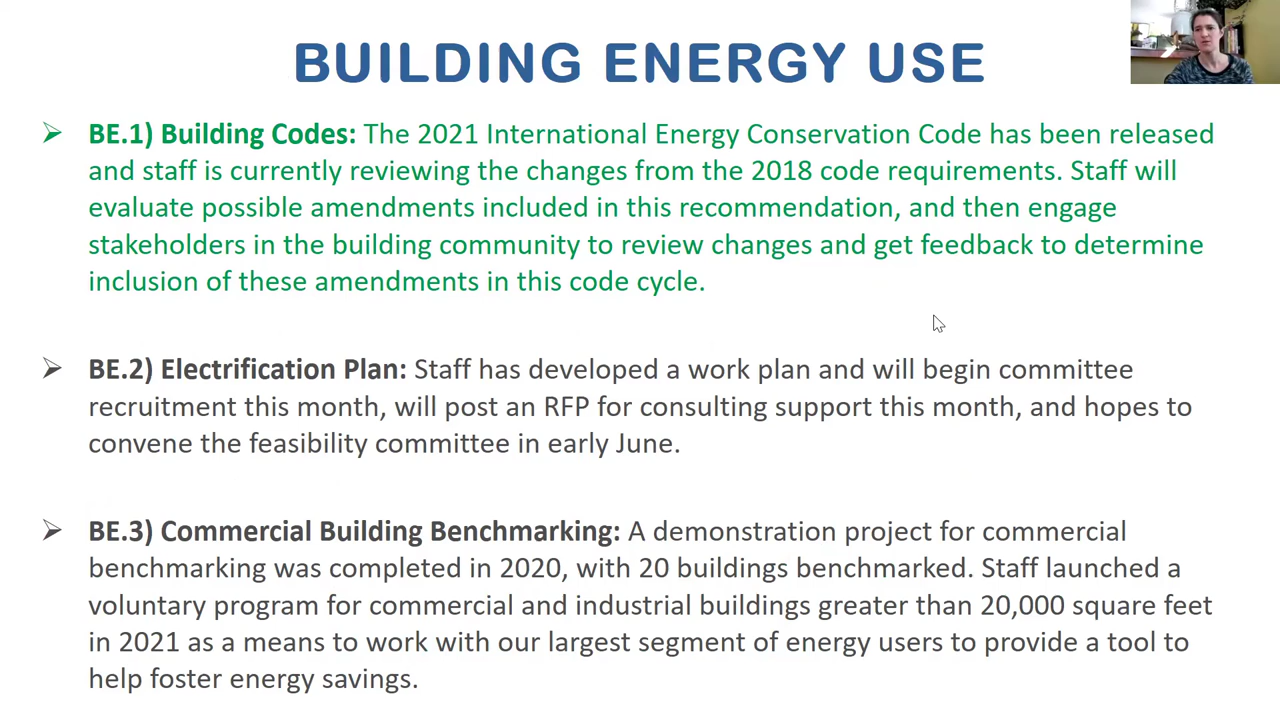 BUILDING ENERGY USE
BE.1) Building Codes: The 2021 International Energy Conservation Code has been released
and staff is currently reviewing the changes from the 2018 code requirements. Staff will
evaluate possible amendments included in this recommendation, and then engage
stakeholders in the building community to review changes and get feedback to determine
inclusion of these amendments in this code cycle.
BE.2) Electrification Plan: Staff has developed a work plan and will begin committee
recruitment this month, will post an RFP for consulting support this month, and hopes to
convene the feasibility committee in early June.
BE.3) Commercial Building Benchmarking: A demonstration project for commercial
benchmarking was completed in 2020, with 20 buildings benchmarked. Staff launched a
voluntary program for commercial and industrial buildings greater than 20,000 square feet
in 2021 as a means to work with our largest segment of energy users to provide a tool to
help foster energy savings.